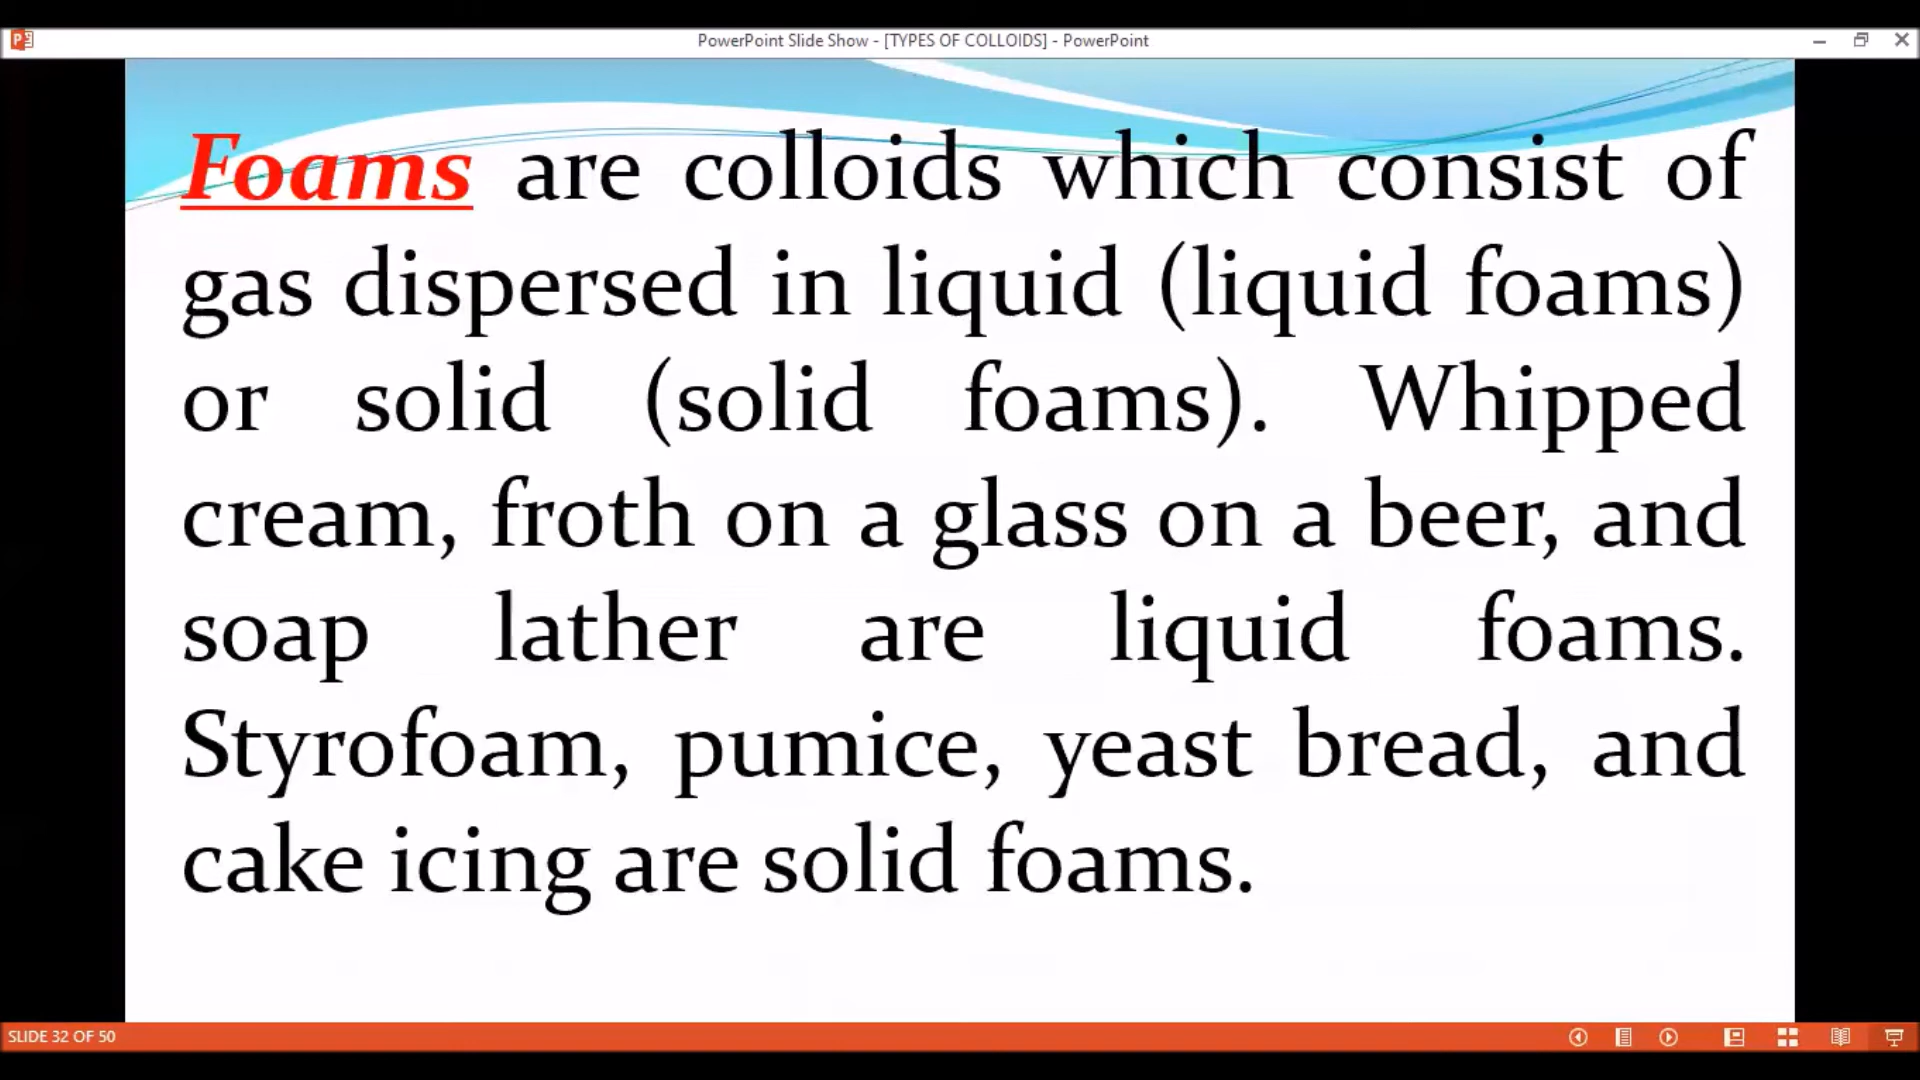 PowerPoint Slide Show - [TYPES OF COLLOIDS] - PowerPoint
Foams are colloids which consist of
gas dispersed in liquid (liquid foams)
or solid (solid foams). Whipped
cream, froth on a glass on a beer, and
soap lather are liquid foams.
Styrofoam, pumice, yeast bread, and
cake icing are solid foams.
SLIDE 32 OF 50